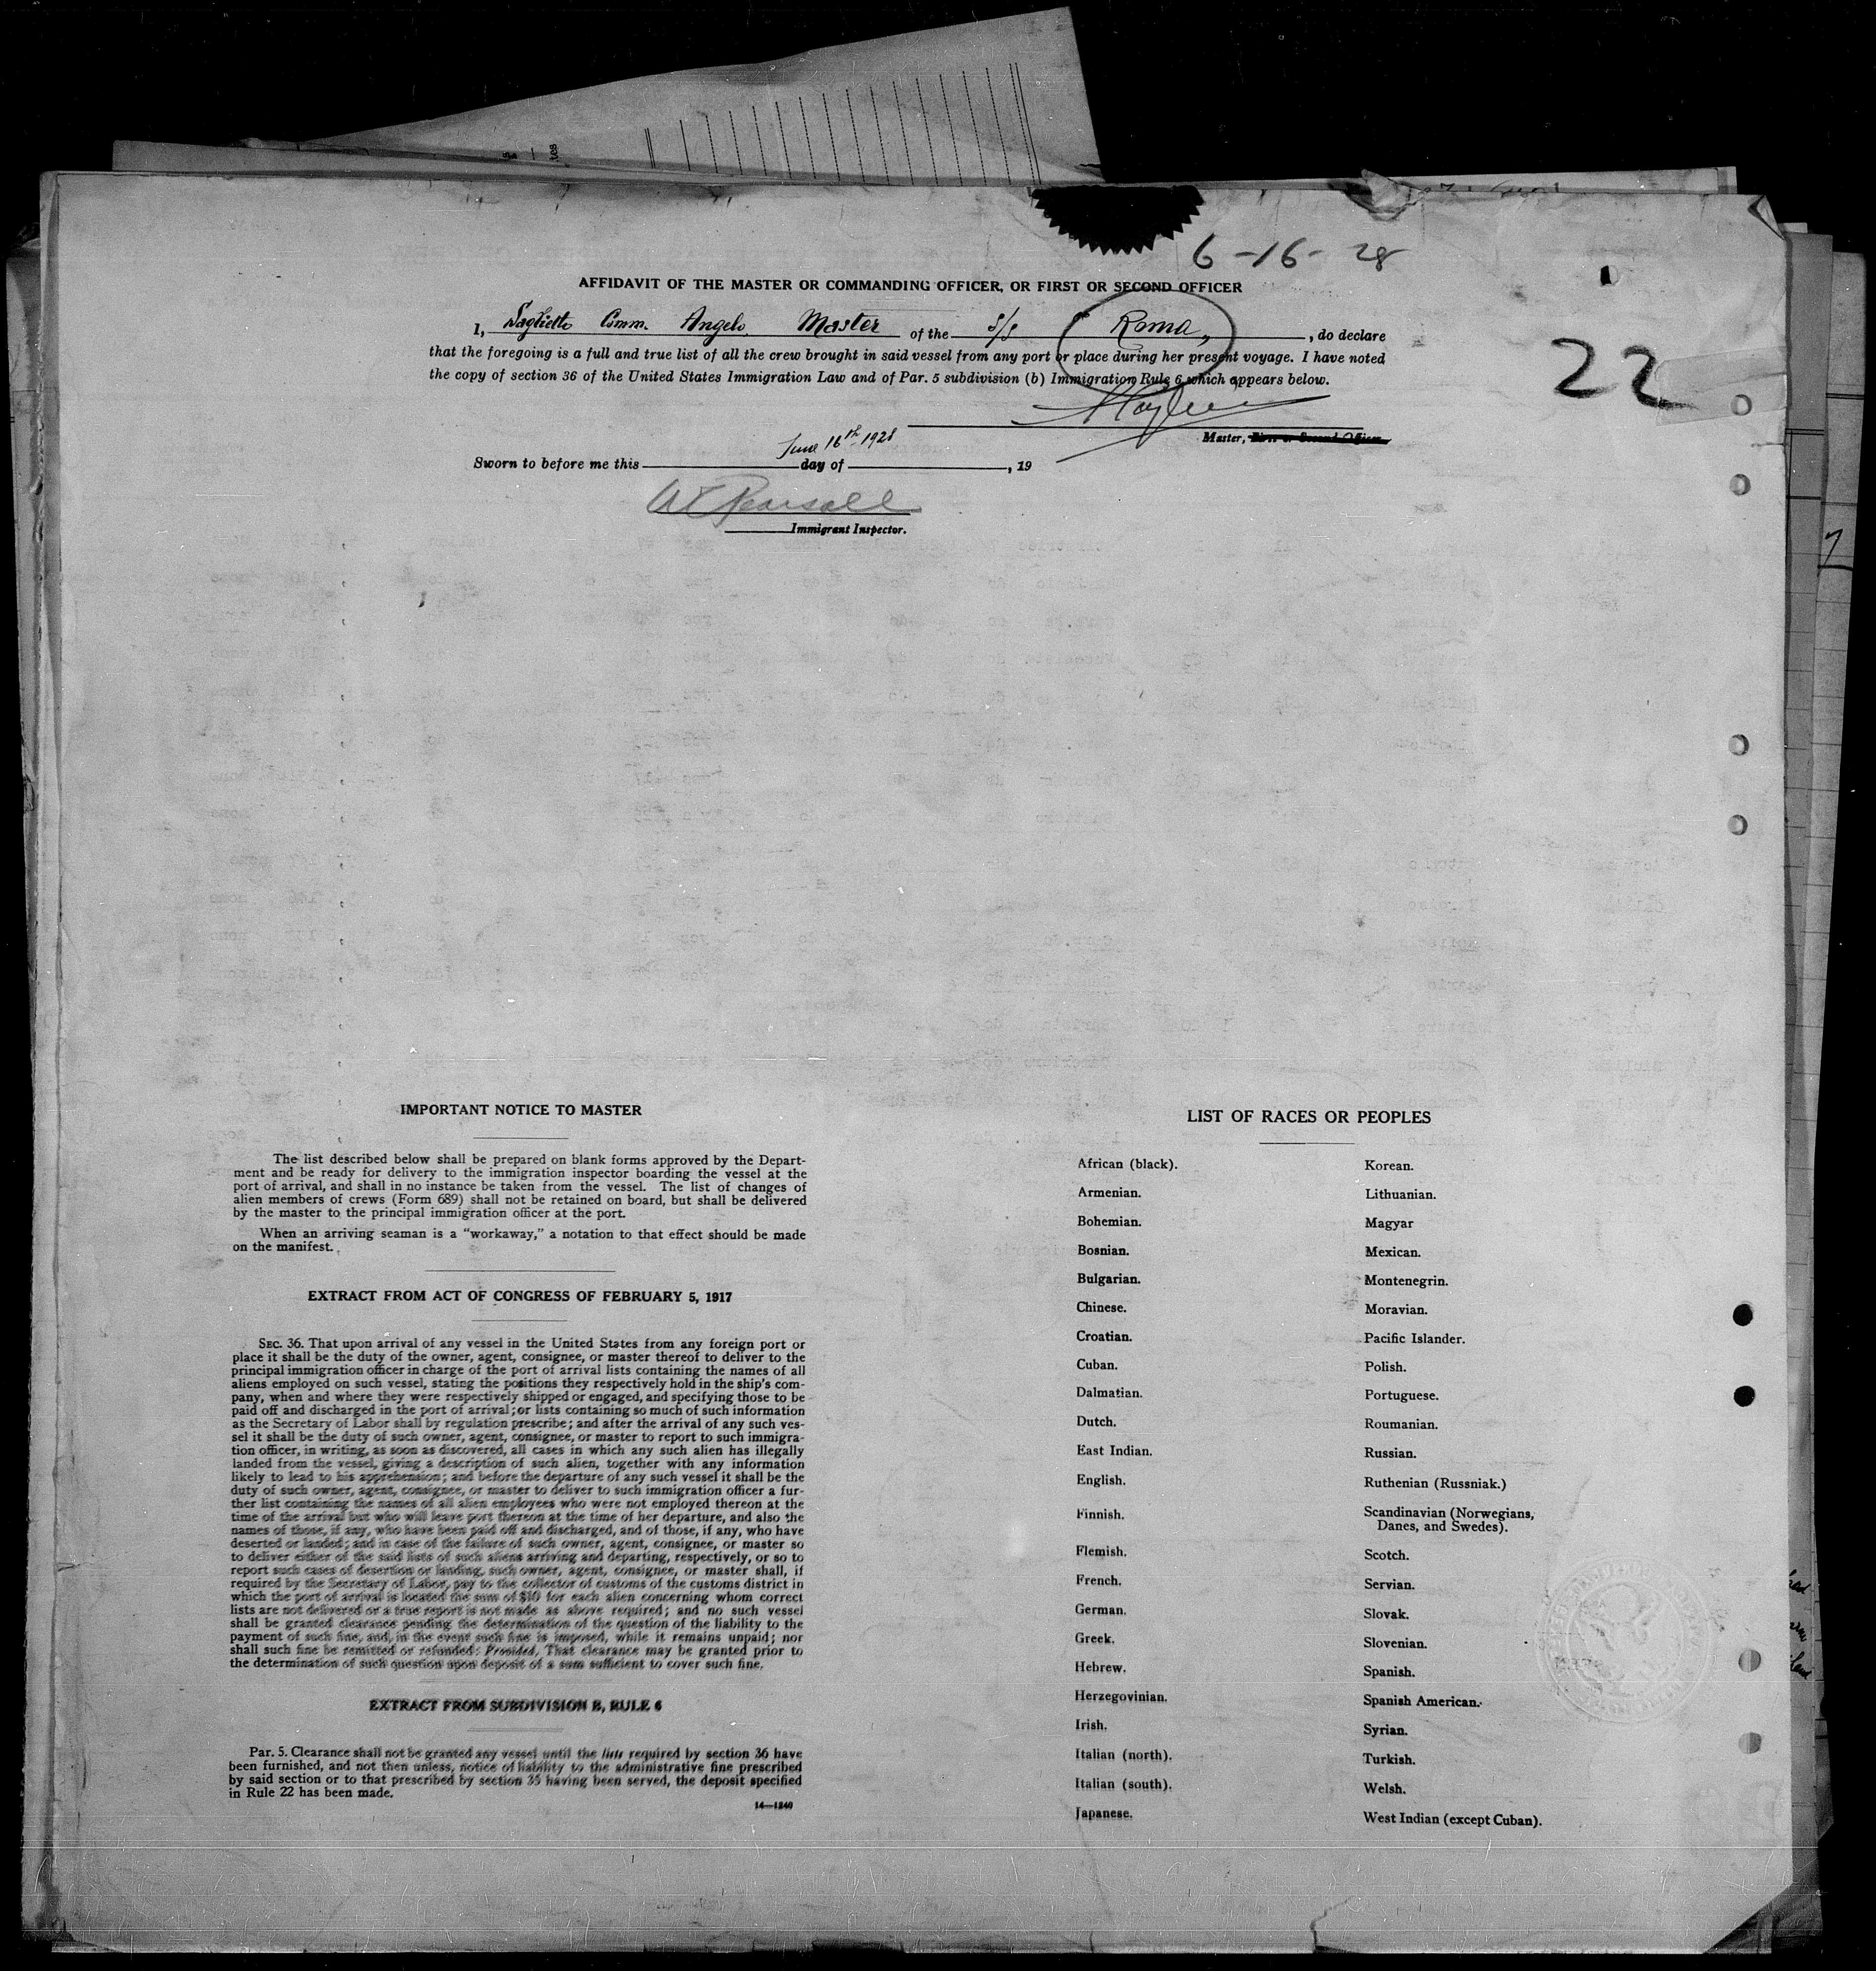 6-16-28
AFFIDAVIT OF THE MASTER OR COMMANDING OFFICER, OR FIRST OR SECOND OFFICER
I, Saglietto Comm. Angelo Master of the S/S "Roma", do declare
that the foregoing is a full and true list of all the crew brought in said vessel from any port or place during her present voyage. I have noted
the copy of section 36 of the United States Immigration Law and of Par. 5 subdivision (b) Immigration Rule 6 which appears below.
22
Master, First or Second Officer.
June 16th 1928
Sworn to before me this day of , 19
W E Pearsall
Immigrant Inspector.
IMPORTANT NOTICE TO MASTER
The list described below shall be prepared on blank forms approved by the Depart-
ment and be ready for delivery to the immigration inspector boarding the vessel at the
port of arrival, and shall in no instance be taken from the vessel. The list of changes of
alien members of crews (Form 689) shall not be retained on board, but shall be delivered
by the master to the principal immigration officer at the port.
When an arriving seaman is a "workaway," a notation to that effect should be made
on the manifest.
EXTRACT FROM ACT OF CONGRESS OF FEBRUARY 5, 1917
SEC. 36. That upon arrival of any vessel in the United States from any foreign port or
place it shall be the duty of the owner, agent, consignee, or master thereof to deliver to the
principal immigration officer in charge of the port of arrival lists containing the names of all
aliens employed on such vessel, stating the positions they respectively hold in the ship's com-
pany, when and where they were respectively shipped or engaged, and specifying those to be
paid off and discharged in the port of arrival; or lists containing so much of such information
as the Secretary of Labor shall by regulation prescribe; and after the arrival of any such ves-
sel it shall be the duty of such owner, agent, consignee, or master to report to such immigra-
tion officer, in writing, as soon as discovered, all cases in which any such alien has illegally
landed from the vessel, giving a description of such alien, together with any information
likely to lead to his apprehension; and before the departure of any such vessel it shall be the
duty of such owner, agent, consignee, or master to deliver to such immigration officer a fur-
ther list containing the names of all alien employees who were not employed thereon at the
time of the arrival but who will leave port thereon at the time of her departure, and also the
names of those, if any, who have been paid off and discharged, and of those, if any, who have
deserted or landed; and in case of the failure of such owner, agent, consignee, or master so
to deliver either of the said lists of such aliens arriving and departing, respectively, or so to
report such cases of desertion or landing, such owner, agent, consignee, or master shall, if
required by the Secretary of Labor, pay to the collector of customs of the customs district in
which the port of arrival is located the sum of $10 for each alien concerning whom correct
lists are not delivered or a true report is not made as above required; and no such vessel
shall be granted clearance pending the determination of the question of the liability to the
payment of such fine, and, in the event such fine is imposed, while it remains unpaid; nor
shall such fine be remitted or refunded: Provided, That clearance may be granted prior to
the determination of such question upon deposit of a sum sufficient to cover such fine.
EXTRACT FROM SUBDIVISION B, RULE 6
Par. 5. Clearance shall not be granted any vessel until the lists required by section 36 have
been furnished, and not then unless, notice of liability to the administrative fine prescribed
by said section or to that prescribed by section 35 having been served, the deposit specified
in Rule 22 has been made.
14—1240
LIST OF RACES OR PEOPLES
African (black).
Armenian.
Bohemian.
Bosnian.
Bulgarian.
Chinese.
Croatian.
Cuban.
Dalmatian.
Dutch.
East Indian.
English.
Finnish.
Flemish.
French.
German.
Greek.
Hebrew.
Herzegovinian.
Irish.
Italian (north).
Italian (south).
Japanese.
Korean.
Lithuanian.
Magyar
Mexican.
Montenegrin.
Moravian.
Pacific Islander.
Polish.
Portuguese.
Roumanian.
Russian.
Ruthenian (Russniak.)
Scandinavian (Norwegians,
Danes, and Swedes).
Scotch.
Servian.
Slovak.
Slovenian.
Spanish.
Spanish American.
Syrian.
Turkish.
Welsh.
West Indian (except Cuban).